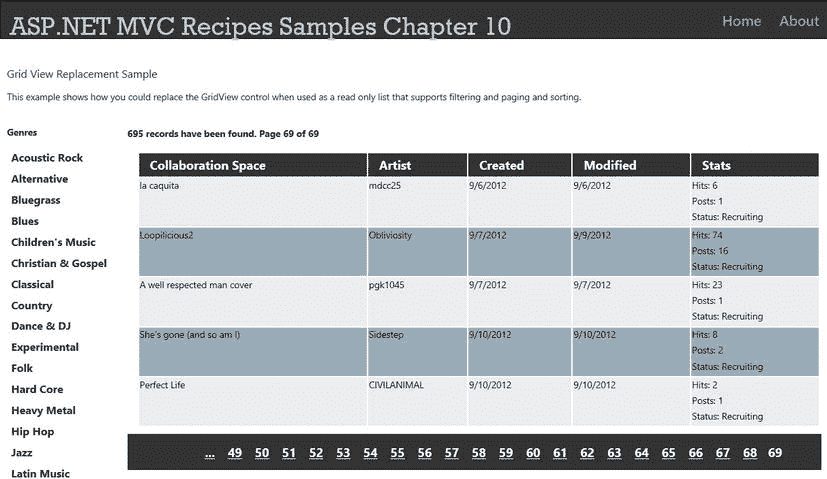 ASP.NET MVC Recipes Samples Chapter 10
Home About
Grid View Replacement Sample
This example shows how you could replace the GridView control when used as a read only list that supports filtering and paging and sorting.
Genres
Acoustic Rock
Alternative
Bluegrass
Blues
Children's Music
Christian & Gospel
Classical
Country
Dance & DJ
Experimental
Folk
Hard Core
Heavy Metal
Hip Hop
Jazz
Latin Music
695 records have been found. Page 69 of 69
Collaboration Space Artist Created Modified Stats
la caquita mdcc25 9/6/2012 9/6/2012 Hits: 6
Posts: 1
Status: Recruiting
Loopilicious2 Obliviosity 9/7/2012 9/9/2012 Hits: 74
Posts: 16
Status: Recruiting
A well respected man cover pgk1045 9/7/2012 9/7/2012 Hits: 23
Posts: 1
Status: Recruiting
She's gone (and so am I) Sidestep 9/10/2012 9/10/2012 Hits: 8
Posts: 2
Status: Recruiting
Perfect Life CIVILANIMAL 9/10/2012 9/10/2012 Hits: 2
Posts: 1
Status: Recruiting
... 49 50 51 52 53 54 55 56 57 58 59 60 61 62 63 64 65 66 67 68 69